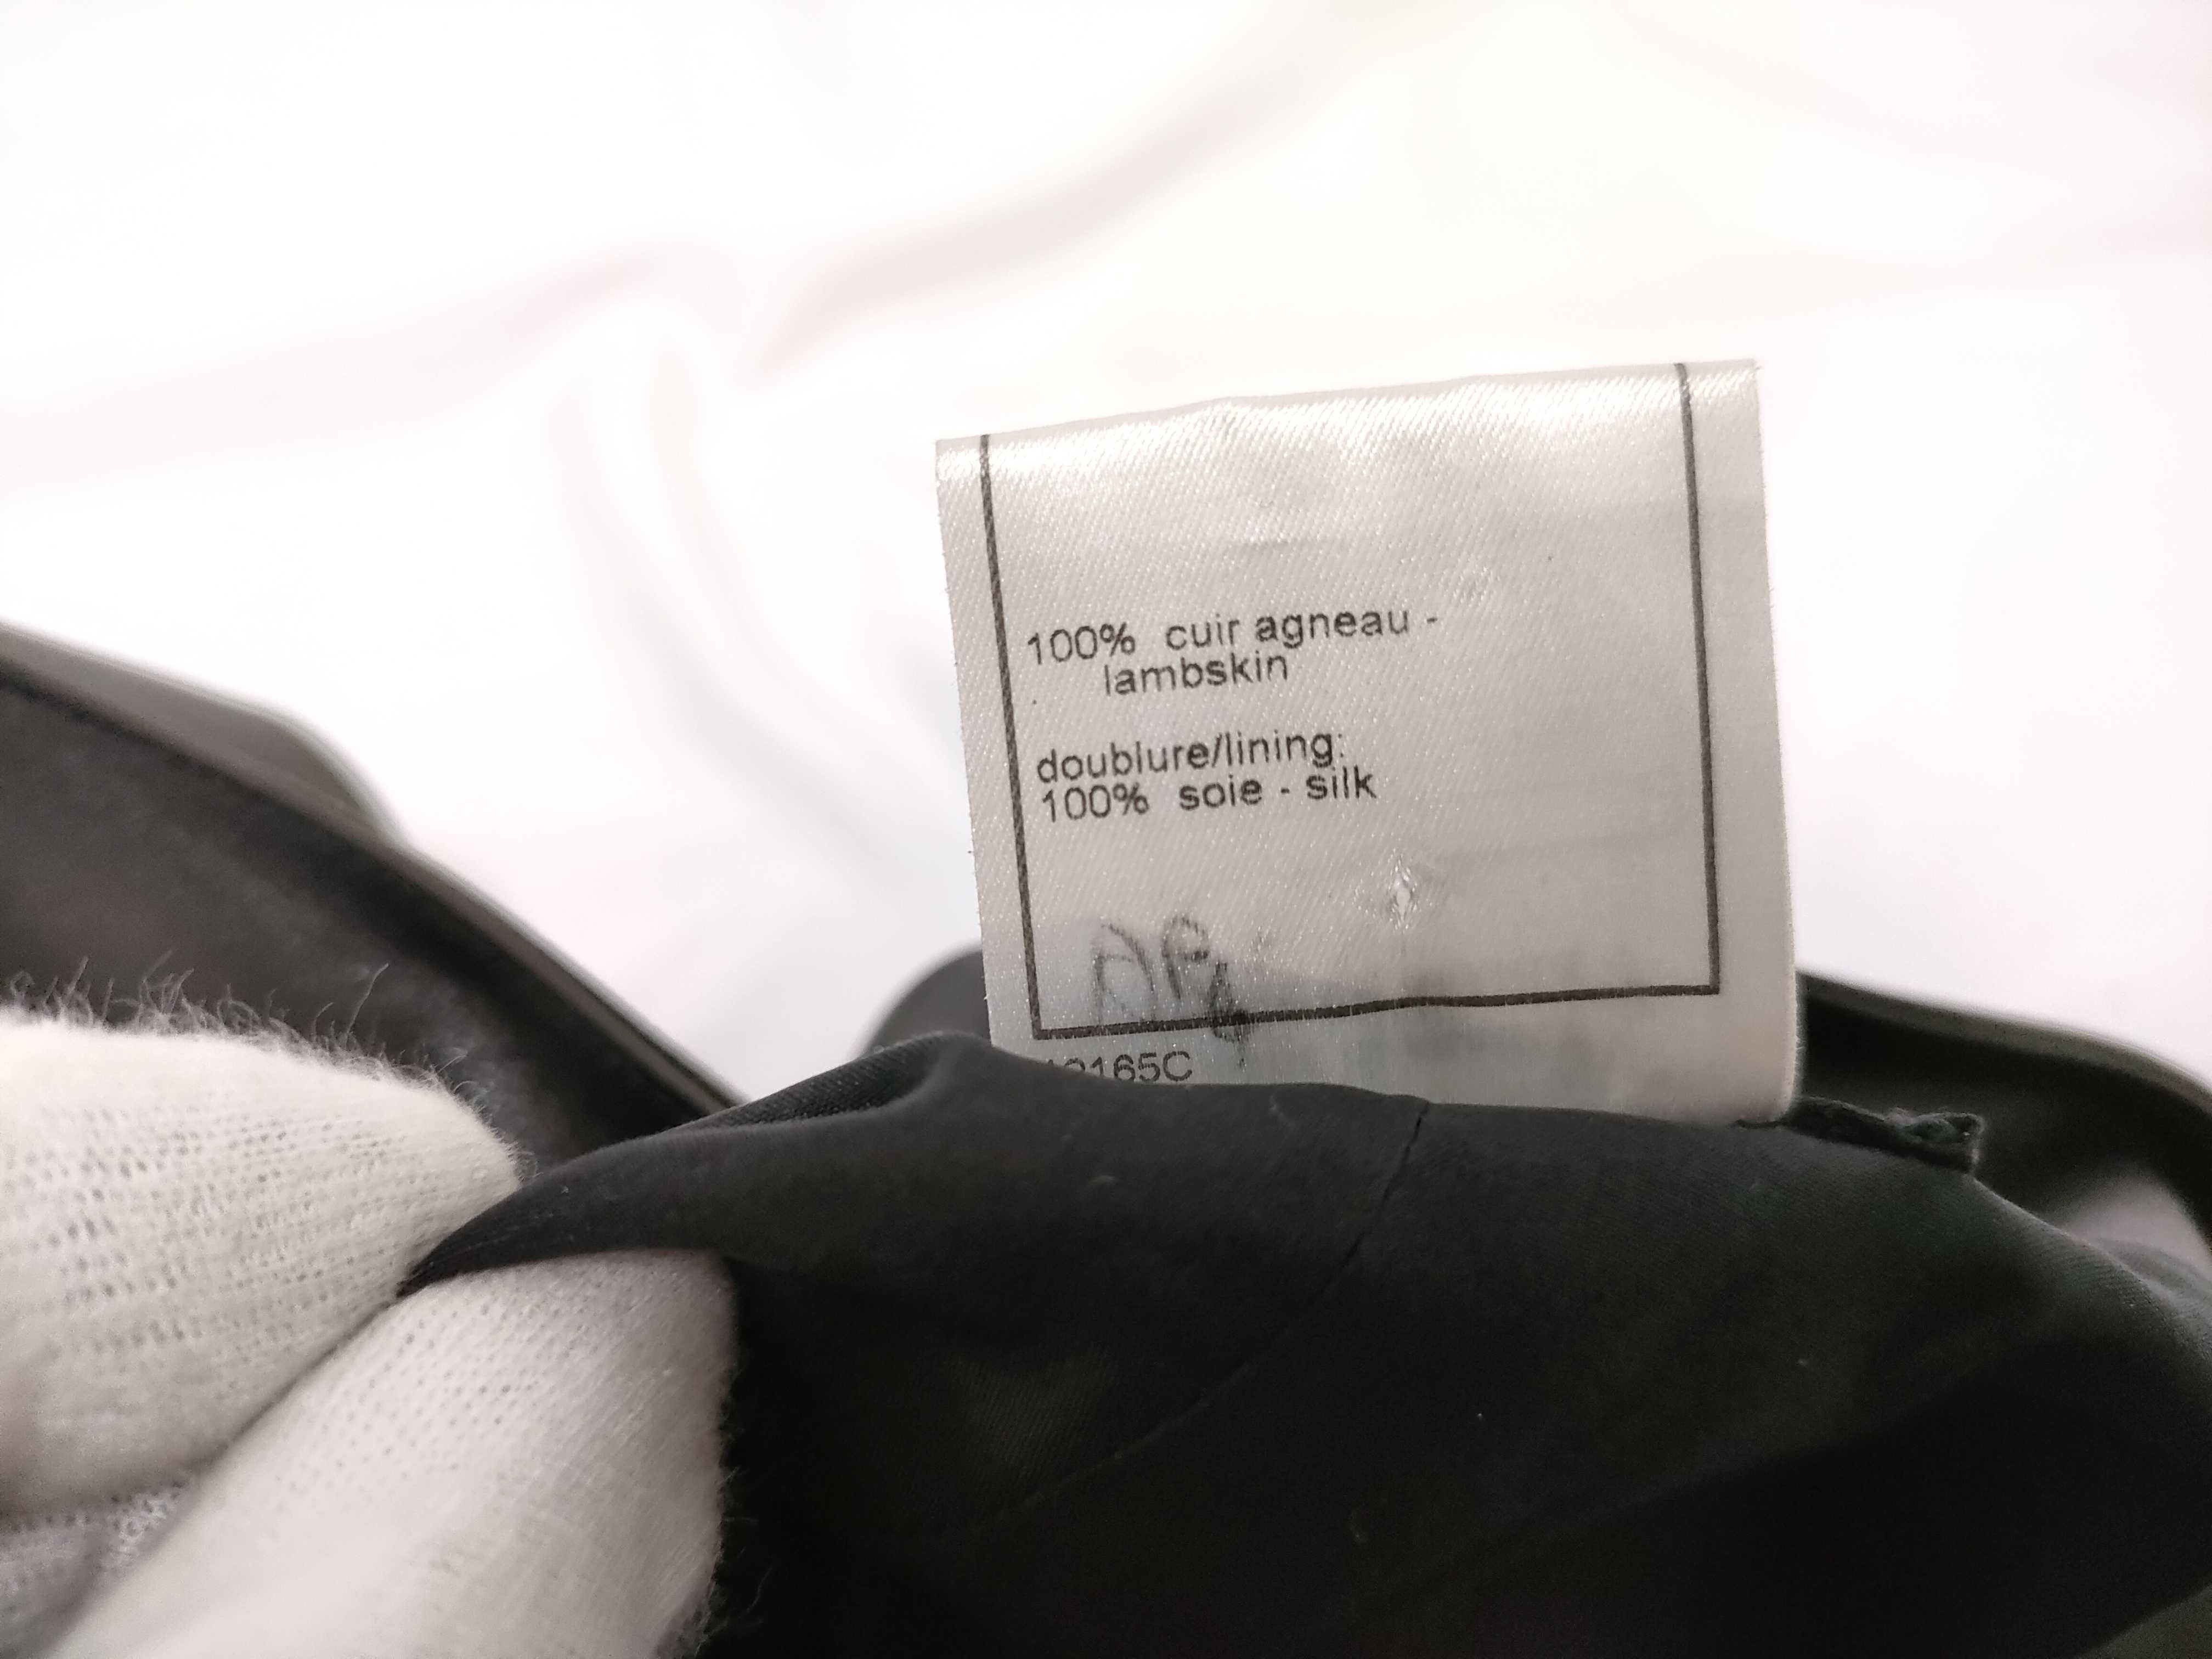 100% cuir agneau -
lambskin
doublure/lining:
100% soie - silk